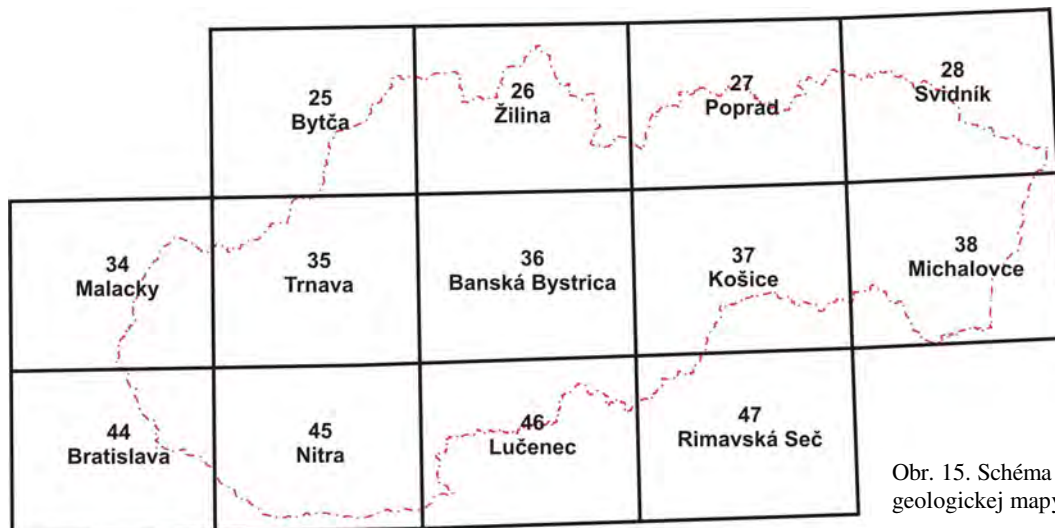 25
Bytča
26
Žilina
27
Poprad
28
Svidník
34
Malacky
35
Trnava
36
Banská Bystrica
37
Košice
38
Michalovce
44
Bratislava
45
Nitra
46
Lučenec
47
Rimavská Seč
Obr. 15. Schéma
geologickej mapy